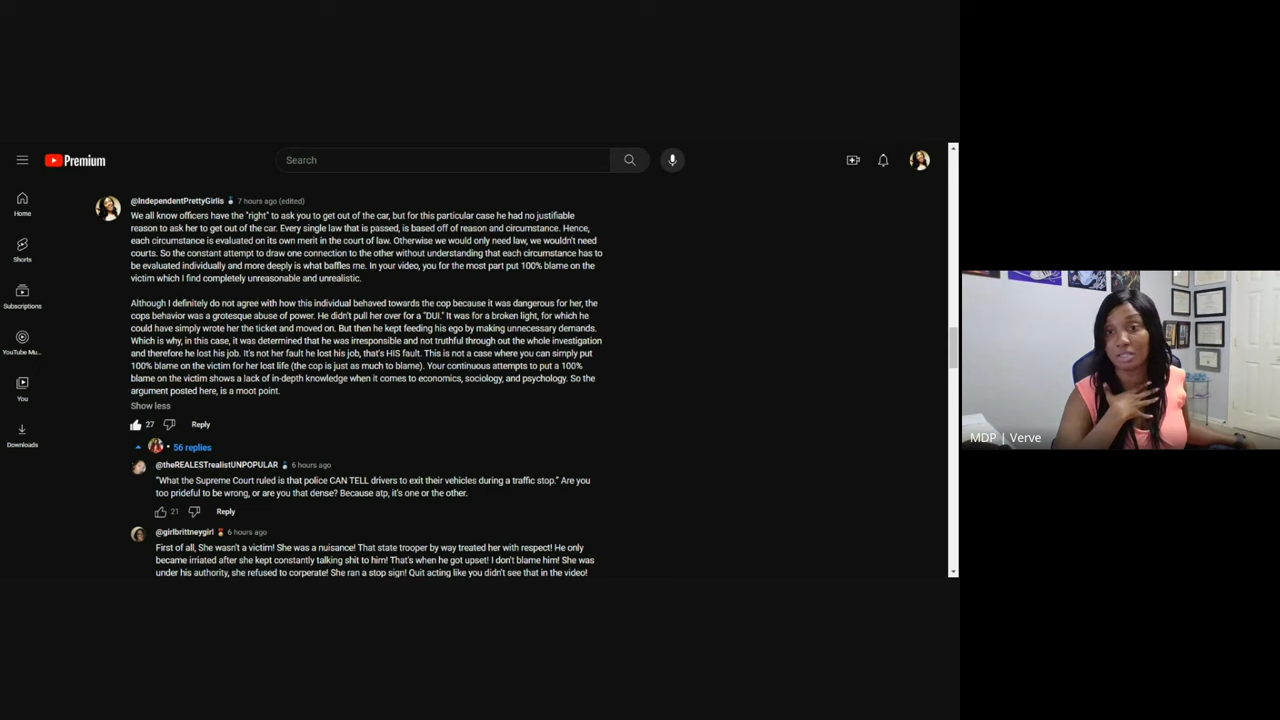 Premium
Search
Home
Shorts
Subscriptions
YouTube Mu...
You
Downloads
@IndependentPrettyGirlis 7 hours ago (edited)
We all know officers have the "right" to ask you to get out of the car, but for this particular case he had no justifiable
reason to ask her to get out of the car. Every single law that is passed, is based off of reason and circumstance. Hence,
each circumstance is evaluated on its own merit in the court of law. Otherwise we would only need law, we wouldn't need
courts. So the constant attempt to draw one connection to the other without understanding that each circumstance has to
be evaluated individually and more deeply is what baffles me. In your video, you for the most part put 100% blame on the
victim which I find completely unreasonable and unrealistic.
Although I definitely do not agree with how this individual behaved towards the cop because it was dangerous for her, the
cops behavior was a grotesque abuse of power. He didn't pull her over for a "DUI." It was for a broken light, for which he
could have simply wrote her the ticket and moved on. But then he kept feeding his ego by making unnecessary demands.
Which is why, in this case, it was determined that he was irresponsible and not truthful through out the whole investigation
and therefore he lost his job. It's not her fault he lost his job, that's HIS fault. This is not a case where you can simply put
100% blame on the victim for her lost life (the cop is just as much to blame). Your continuous attempts to put a 100%
blame on the victim shows a lack of in-depth knowledge when it comes to economics, sociology, and psychology. So the
argument posted here, is a moot point.
Show less
27 Reply
56 replies
@theREALESTrealistUNPOPULAR 6 hours ago
"What the Supreme Court ruled is that police CAN TELL drivers to exit their vehicles during a traffic stop." Are you
too prideful to be wrong, or are you that dense? Because atp, it's one or the other.
21 Reply
@girlbrittneygirl 6 hours ago
First of all, She wasn't a victim! She was a nuisance! That state trooper by way treated her with respect! He only
became irriated after she kept constantly talking shit to him! That's when he got upset! I don't blame him! She was
under his authority, she refused to corperate! She ran a stop sign! Quit acting like you didn't see that in the video!
MDP | Verve